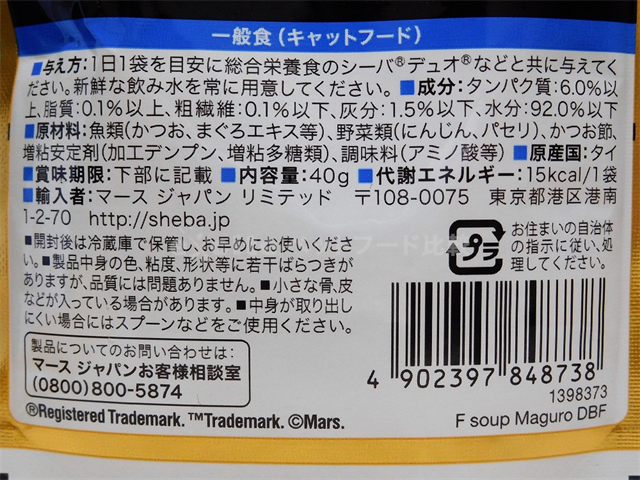 一般食(キャットフード)
■与え方:1日1袋を目安に総合栄養食のシーバ®デュオ®などと共に与えてく
ださい。新鮮な飲み水を常に用意してください。■成分:タンパク質:6.0%以
上、脂質:0.1%以上、粗繊維:0.1%以下、灰分:1.5%以下、水分:92.0%以下
■原材料:魚類(かつお、まぐろエキス等)、野菜類(にんじん、パセリ)、かつお節、
増粘安定剤(加工デンプン、増粘多糖類)、調味料(アミノ酸等) ■原産国:タイ
■賞味期限:下部に記載 ■内容量:40g ■代謝エネルギー:15kcal/1袋
■輸入者:マース ジャパン リミテッド 〒108-0075 東京都港区港南
1-2-70 http://sheba.jp
■開封後は冷蔵庫で保管し、お早めにお使いくださ
い。■製品中身の色、粘度、形状等に若干ばらつきが
ありますが、品質には問題ありません。■小さな骨、皮
などが入っている場合があります。■中身が取り出し
にくい場合にはスプーンなどをご使用ください。
プラ
お住まいの自治体
の指示に従い、処
理してください。
製品についてのお問い合わせは:
マース ジャパンお客様相談室
(0800)800-5874
®Registered Trademark. ™Trademark. ©Mars.
4 902397 848738
1398373
F soup Maguro DBF